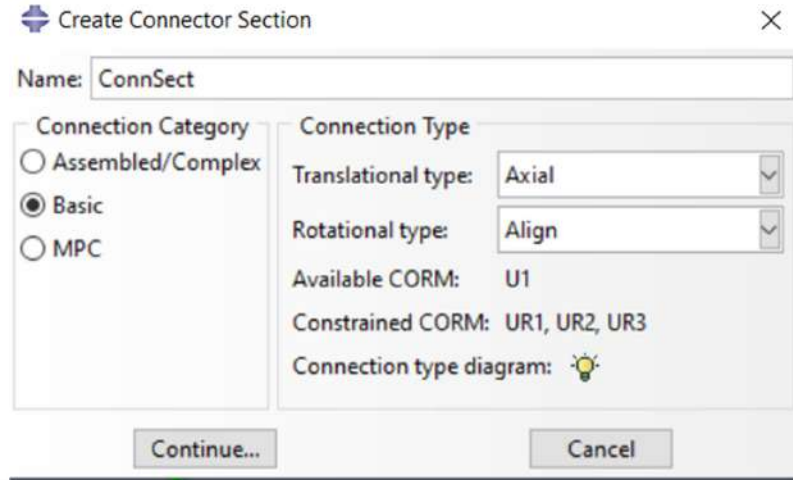 Create Connector Section
Name: ConnSect
Connection Category
Assembled/Complex
Basic
MPC
Connection Type
Translational type: Axial
Rotational type: Align
Available CORM: U1
Constrained CORM: UR1, UR2, UR3
Connection type diagram:
Continue...
Cancel